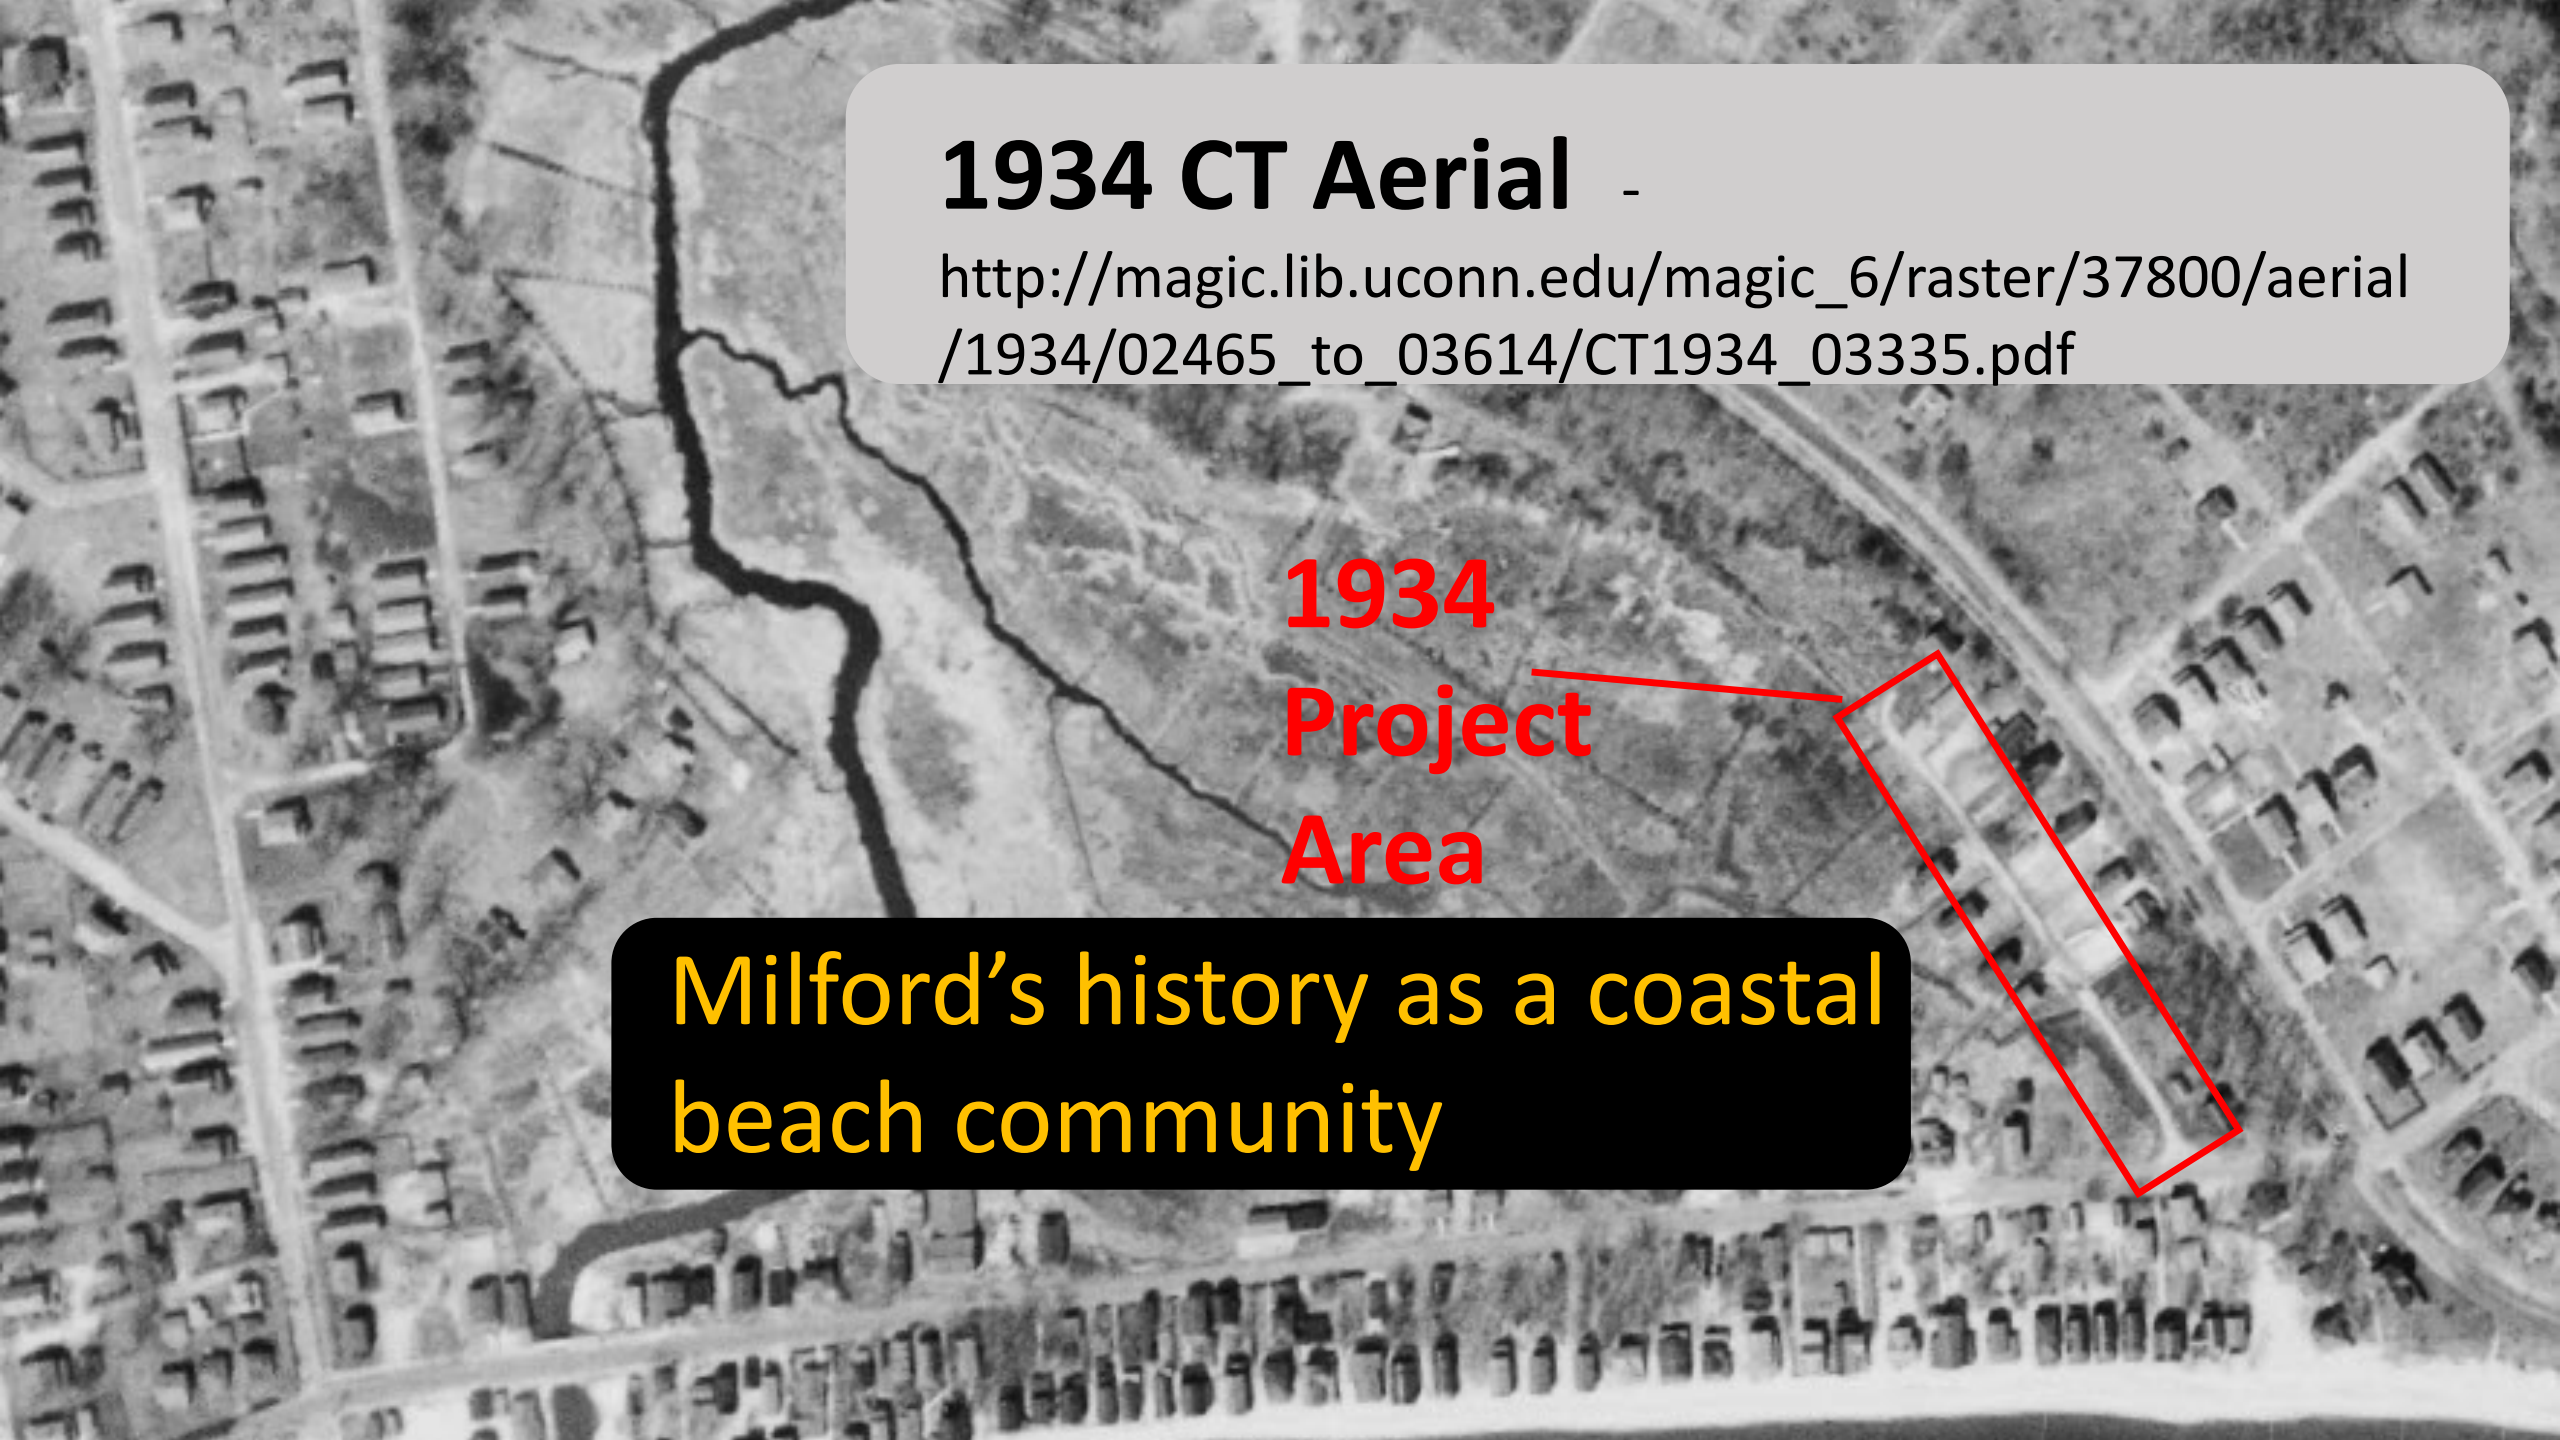 1934 CT Aerial -
http://magic.lib.uconn.edu/magic_6/raster/37800/aerial
/1934/02465_to_03614/CT1934_03335.pdf
1934
Project
Area
Milford’s history as a coastal
beach community